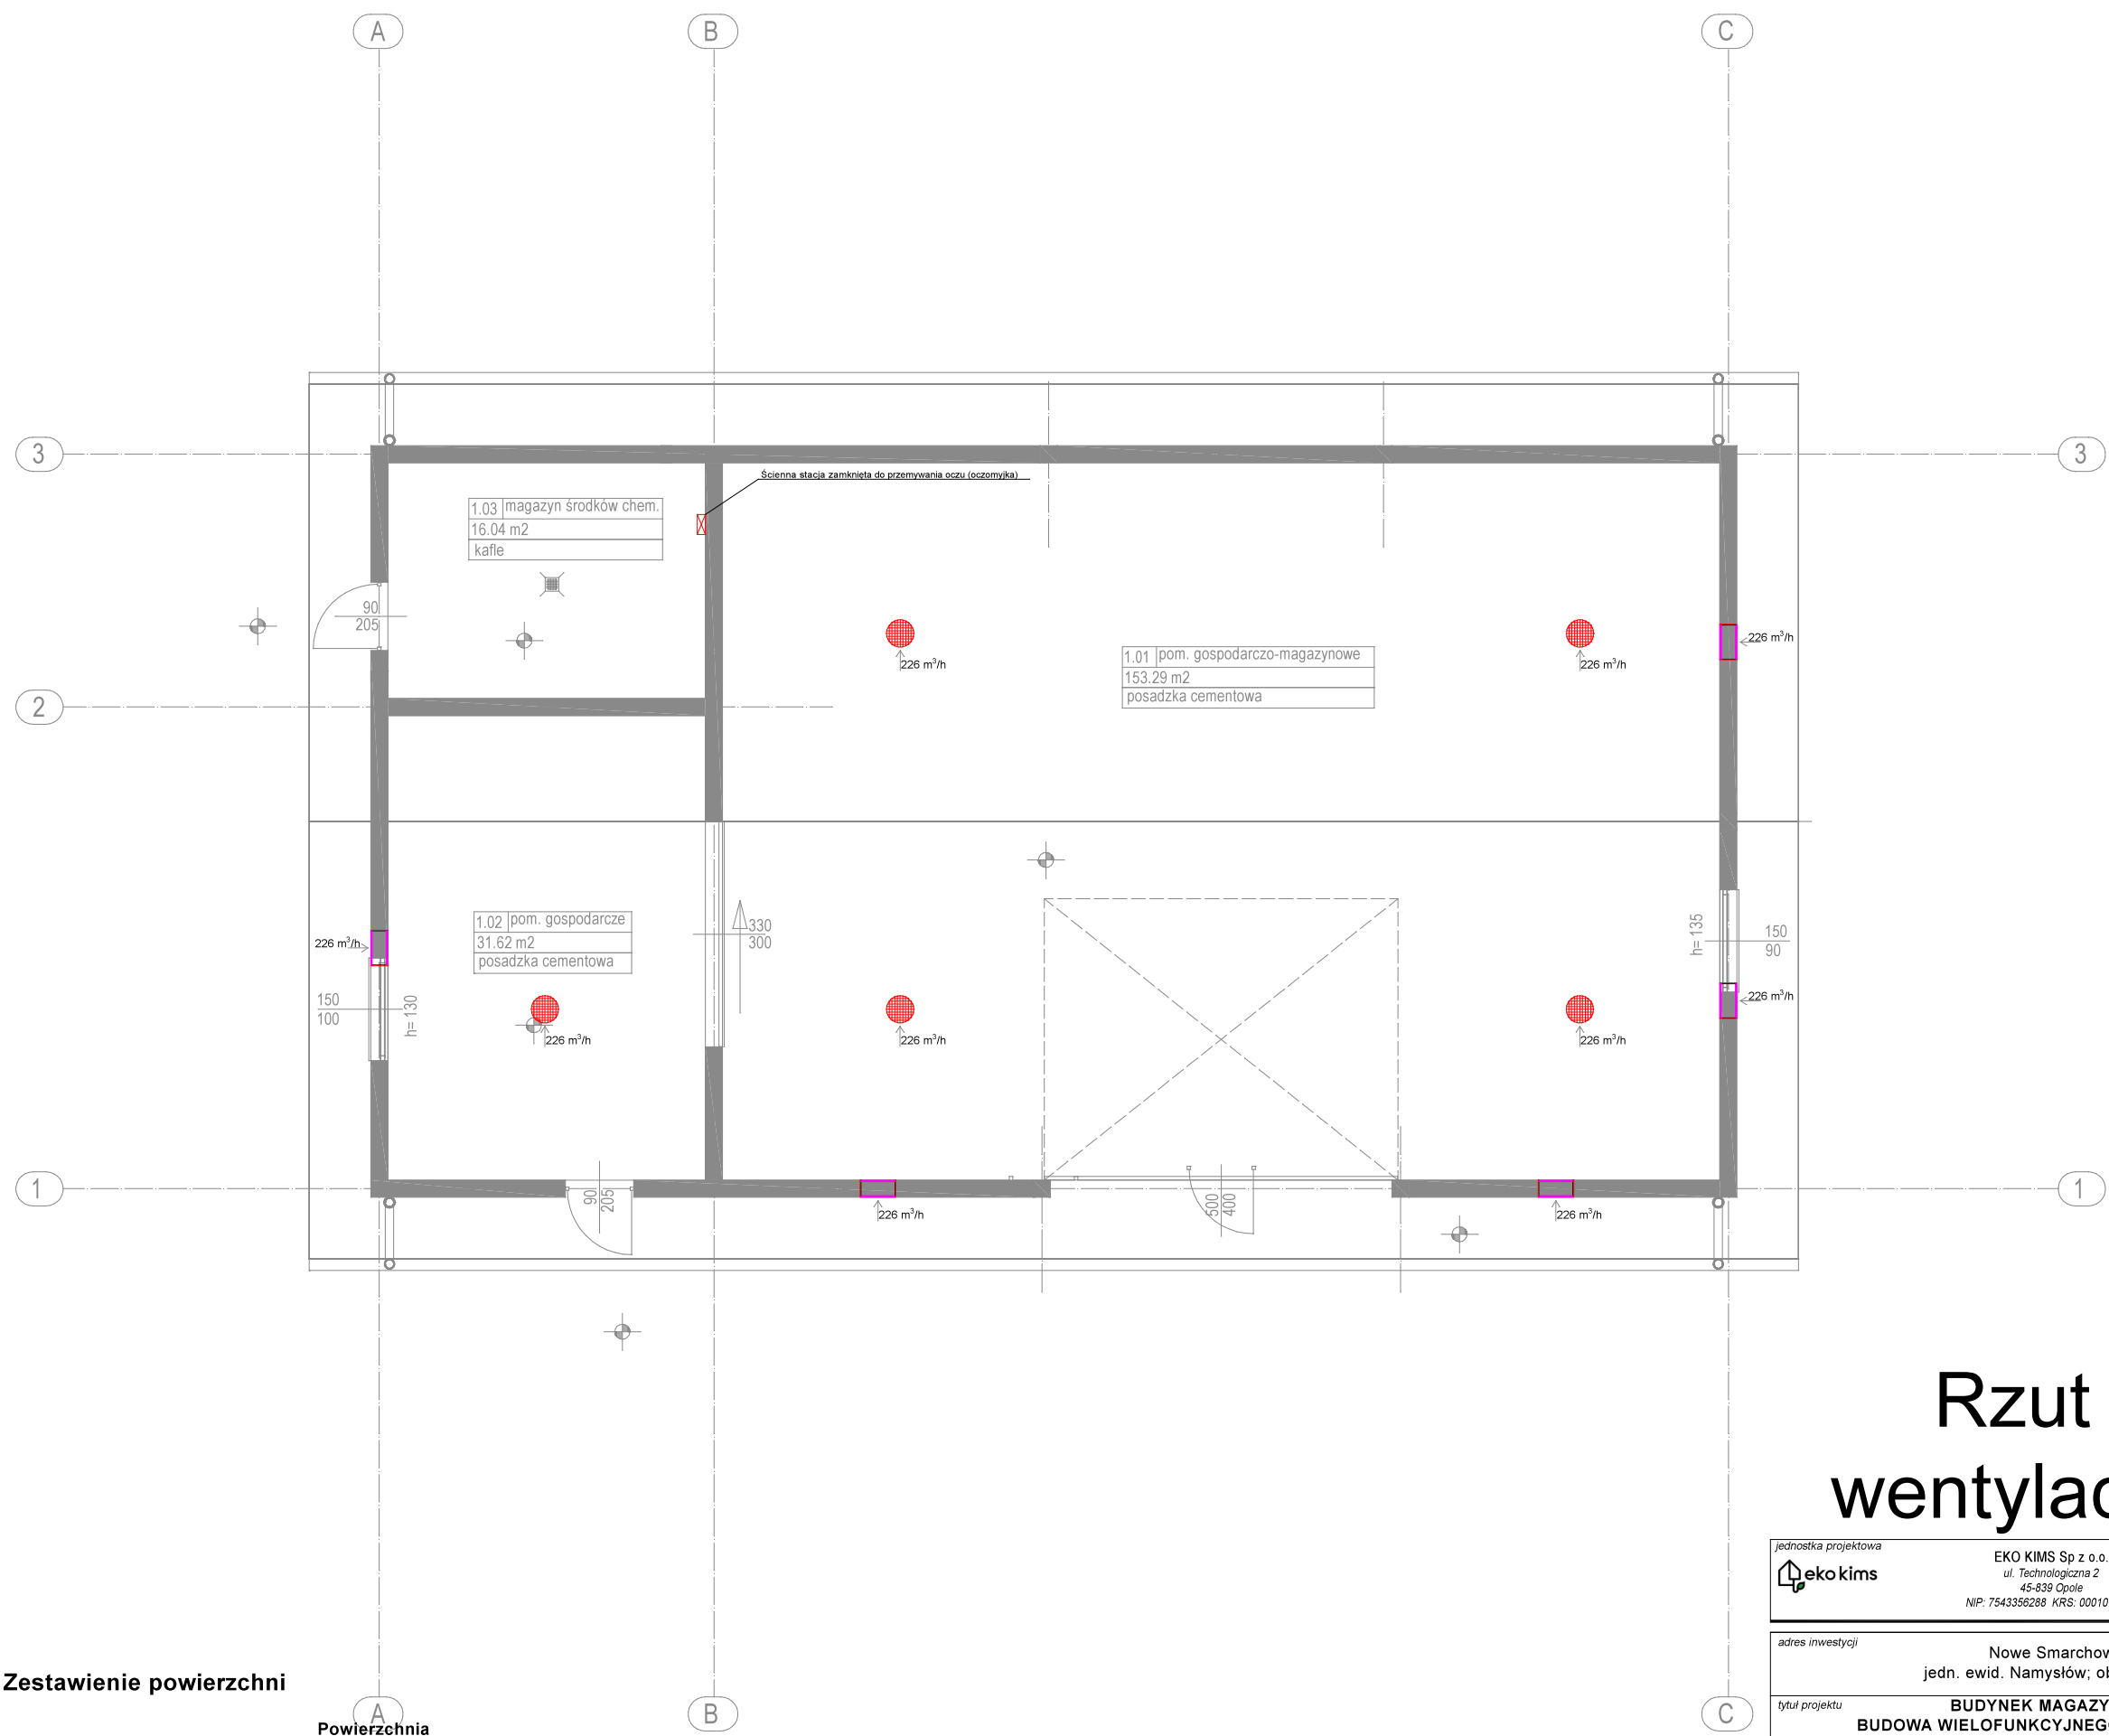 A
B
C
3
3
Ścienna stacja zamknięta do przemywania oczu (oczomyjka)
1.03 magazyn środków chem.
16.04 m2
kafle
90
205
226 m³/h
226 m³/h
226 m³/h
1.01 pom. gospodarczo-magazynowe
153.29 m2
posadzka cementowa
2
1.02 pom. gospodarcze
31.62 m2
posadzka cementowa
330
300
226 m³/h
150
100
h= 130
h= 135
150
90
226 m³/h
226 m³/h
226 m³/h
226 m³/h
1
1
90
205
226 m³/h
500
400
226 m³/h
Rzut
wentylac
jednostka projektowa
eko kims
EKO KIMS Sp z o.o.
ul. Technologiczna 2
45-839 Opole
NIP: 7543356288 KRS: 00010
adres inwestycji
Nowe Smarchow
jedn. ewid. Namysłów; ob
tytuł projektu
BUDYNEK MAGAZY
BUDOWA WIELOFUNKCYJNEG
Zestawienie powierzchni
A
B
C
Powierzchnia